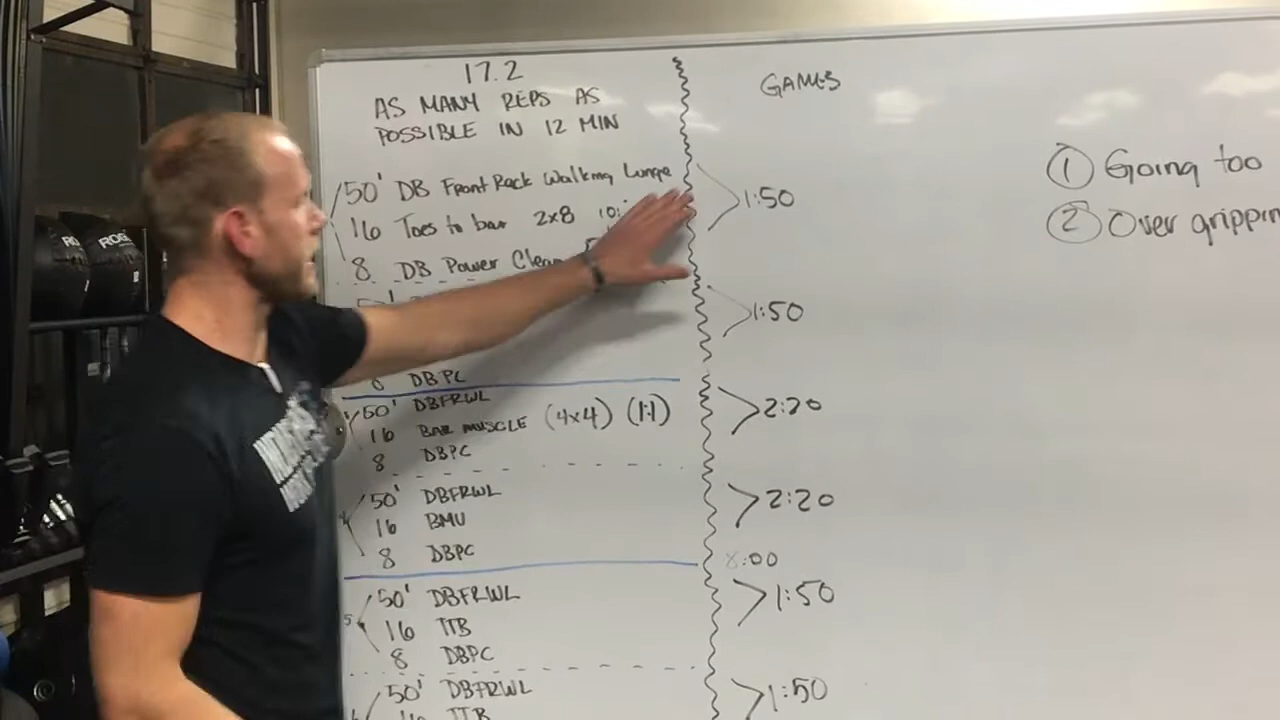 17.2
AS MANY REPS AS
POSSIBLE IN 12 MIN
50' DB Front Rack Walking Lunge
16 Toes to bar 2x8
8 DB Power Clean
8 DBPC
50' DBFRWL
16 BAR MUSCLE (4x4) (1:1)
8 DBPC
50' DBFRWL
16 BMU
8 DBPC
5 50' DBFRWL
16 TTB
8 DBPC
50' DBFRWL
16 TTB
GAMES
1:50
1:50
2:20
2:20
8:00
1:50
1:50
1 Going too
2 Over grippin
ROGUE